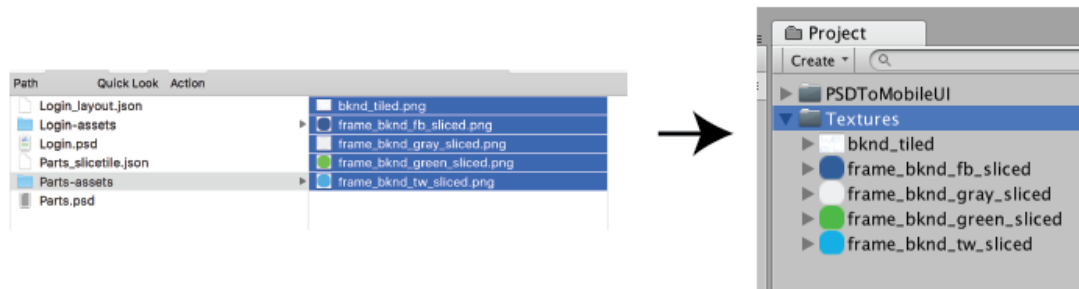 Path Quick Look Action
Login_layout.json
Login-assets
Login.psd
Parts_slicetile.json
Parts-assets
Parts.psd
bknd_tiled.png
frame_bknd_fb_sliced.png
frame_bknd_gray_sliced.png
frame_bknd_green_sliced.png
frame_bknd_tw_sliced.png
Project
Create
PSDToMobileUI
Textures
bknd_tiled
frame_bknd_fb_sliced
frame_bknd_gray_sliced
frame_bknd_green_sliced
frame_bknd_tw_sliced